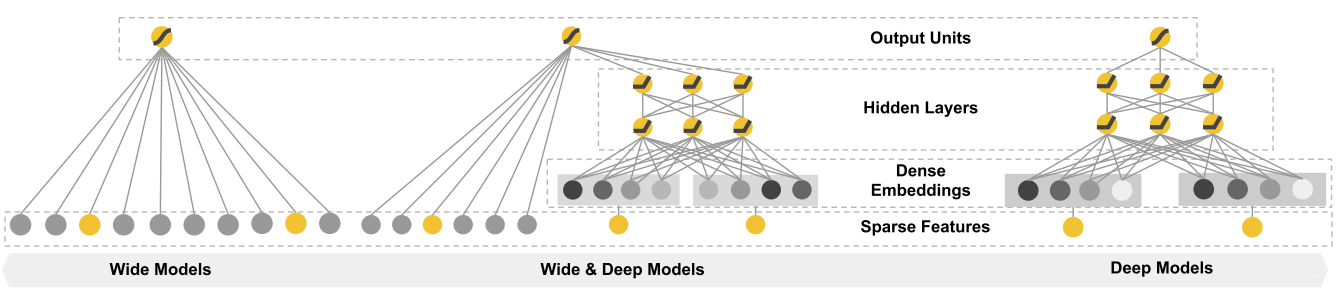 Output Units
Hidden Layers
Dense
Embeddings
Sparse Features
Wide Models
Wide & Deep Models
Deep Models